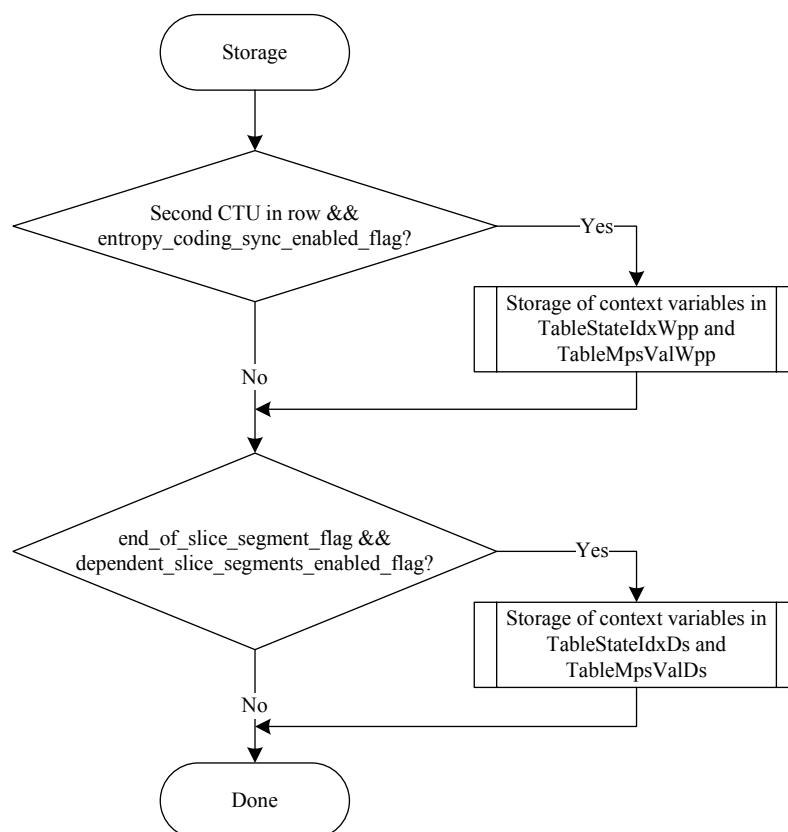 Storage
Second CTU in row &&
entropy_coding_sync_enabled_flag?
Yes
Storage of context variables in
TableStateIdxWpp and
TableMpsValWpp
No
end_of_slice_segment_flag &&
dependent_slice_segments_enabled_flag?
Yes
Storage of context variables in
TableStateIdxDs and
TableMpsValDs
No
Done